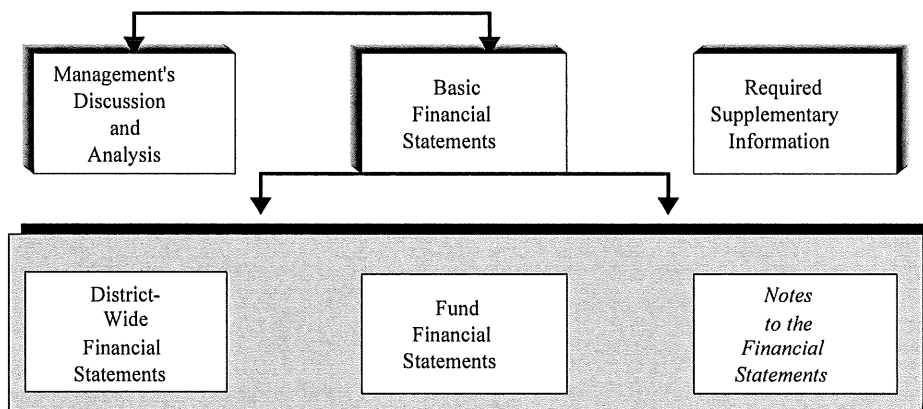 Management's
Discussion
and
Analysis
Basic
Financial
Statements
Required
Supplementary
Information
District-
Wide
Financial
Statements
Fund
Financial
Statements
Notes
to the
Financial
Statements